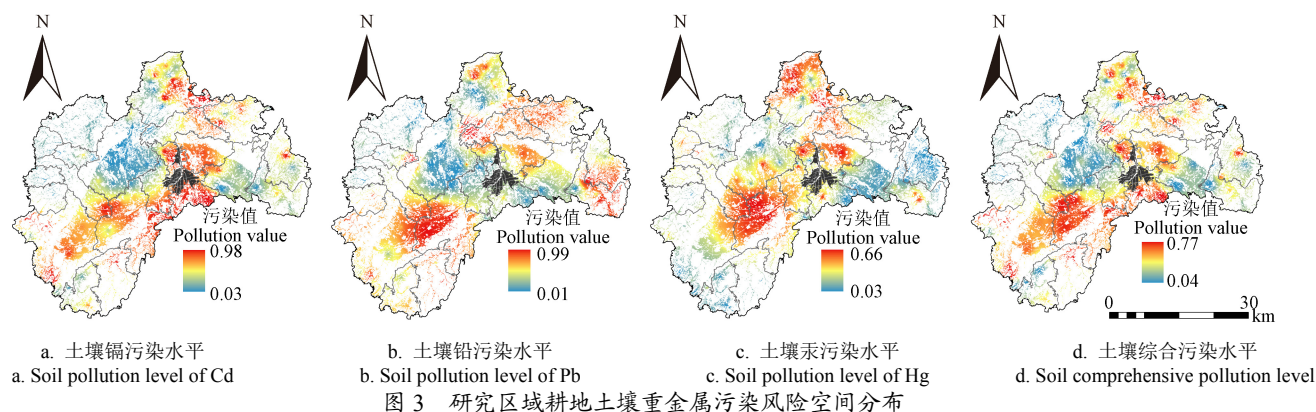 N
N
N
N
污染值
Pollution value
0.98
0.03
污染值
Pollution value
0.99
0.01
污染值
Pollution value
0.66
0.03
污染值
Pollution value
0.77
0.04
0 30
km
a. 土壤镉污染水平
a. Soil pollution level of Cd
b. 土壤铅污染水平
b. Soil pollution level of Pb
c. 土壤汞污染水平
c. Soil pollution level of Hg
d. 土壤综合污染水平
d. Soil comprehensive pollution level
图 3 研究区域耕地土壤重金属污染风险空间分布